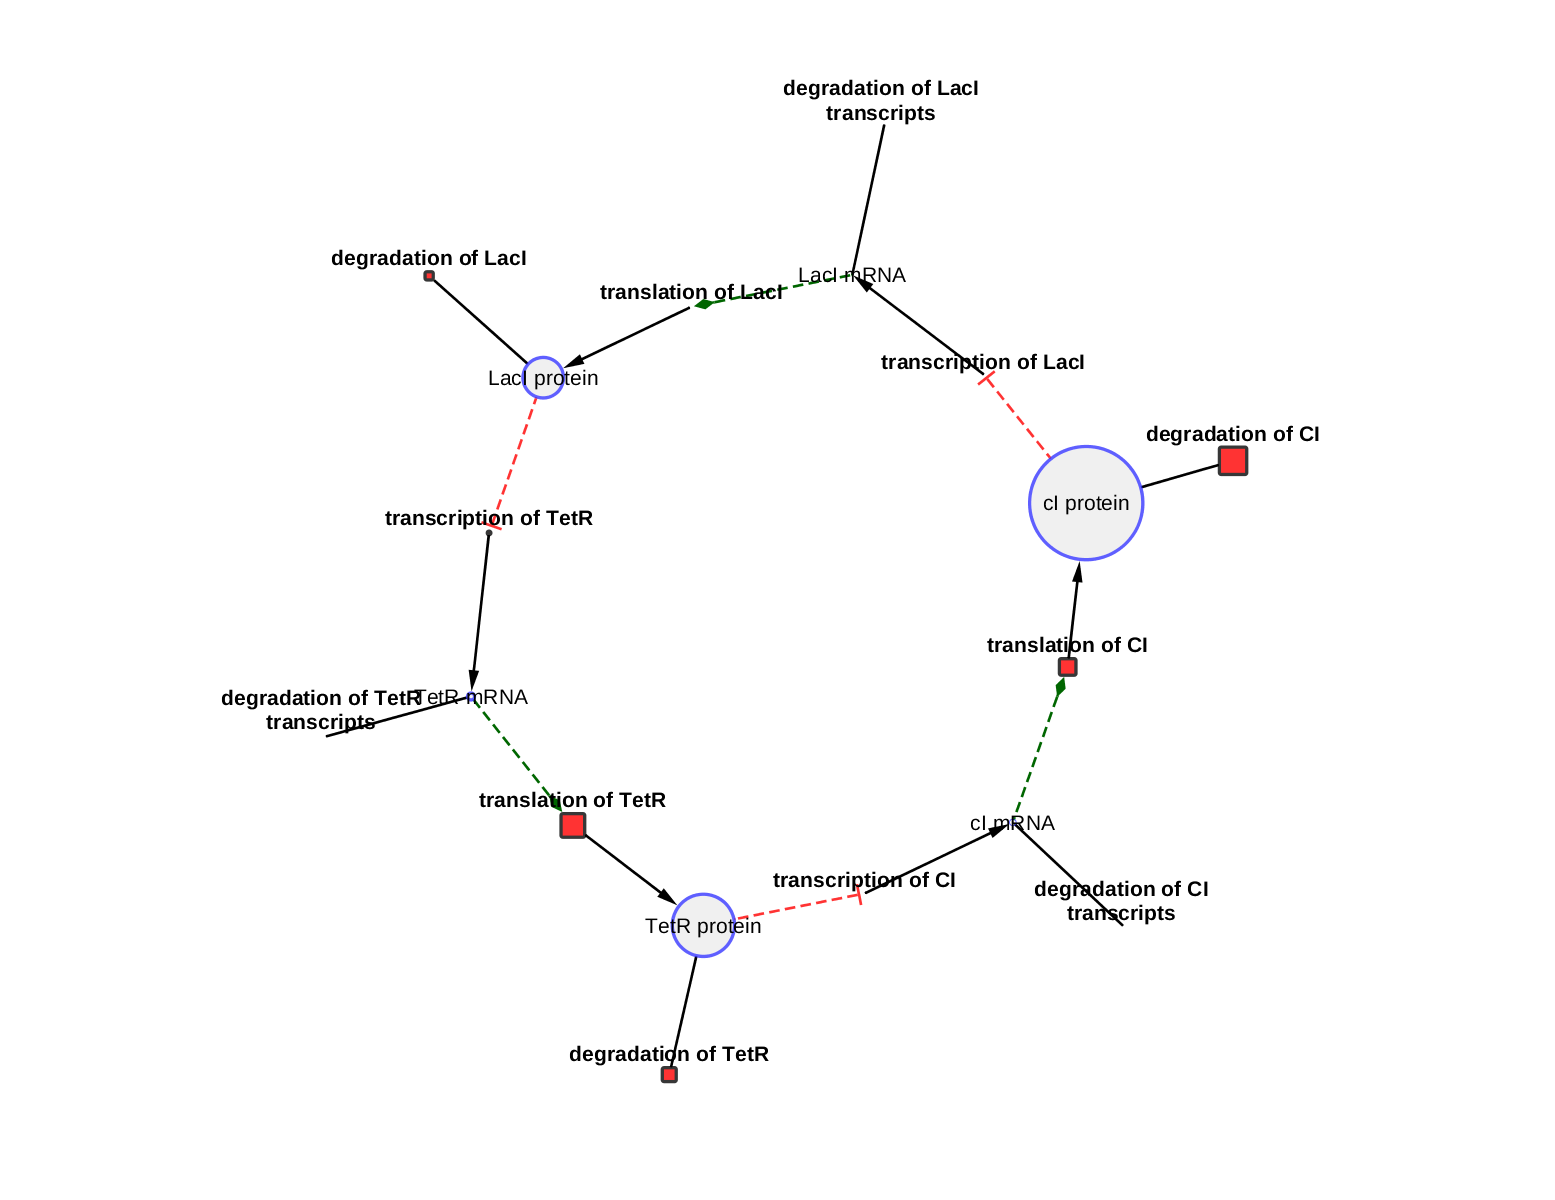 degradation of LacI
transcripts
degradation of LacI
LacI mRNA
translation of LacI
transcription of LacI
LacI protein
degradation of CI
cI protein
transcription of TetR
translation of CI
degradation of TetR
transcripts
TetR mRNA
translation of TetR
cI mRNA
transcription of CI
degradation of CI
transcripts
TetR protein
degradation of TetR